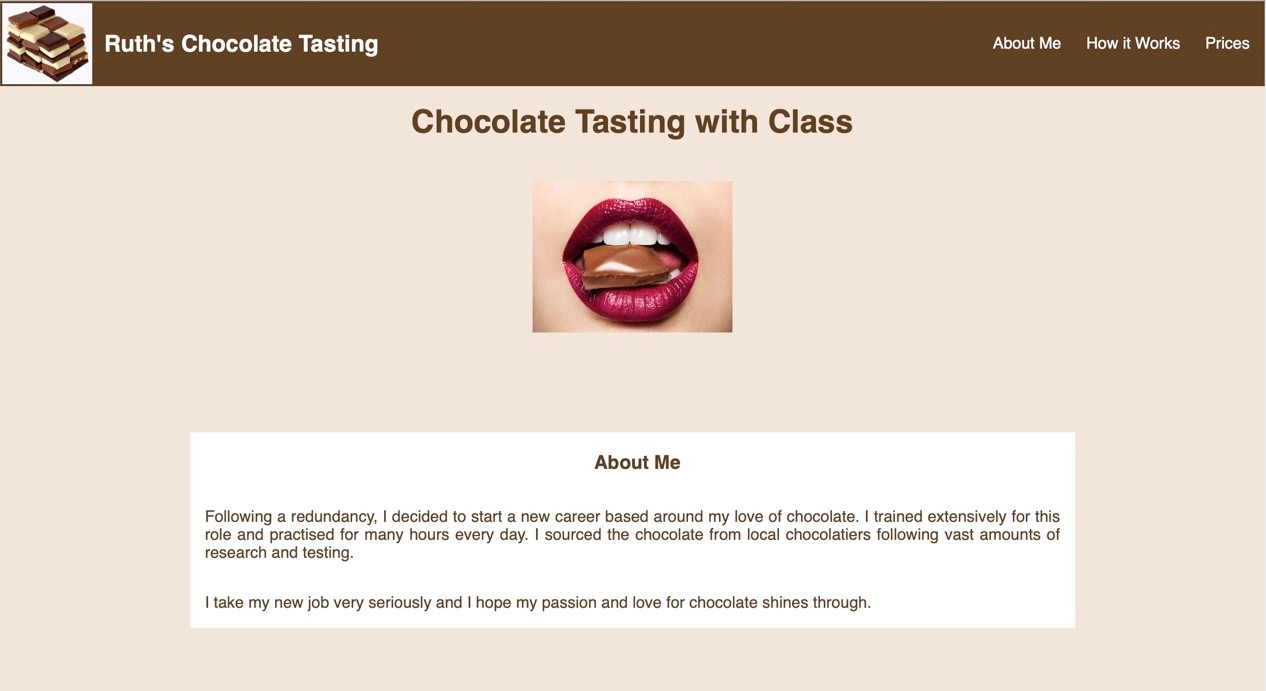 Ruth's Chocolate Tasting
About Me How it Works Prices
Chocolate Tasting with Class
About Me
Following a redundancy, I decided to start a new career based around my love of chocolate. I trained extensively for this
role and practised for many hours every day. I sourced the chocolate from local chocolatiers following vast amounts of
research and testing.
I take my new job very seriously and I hope my passion and love for chocolate shines through.